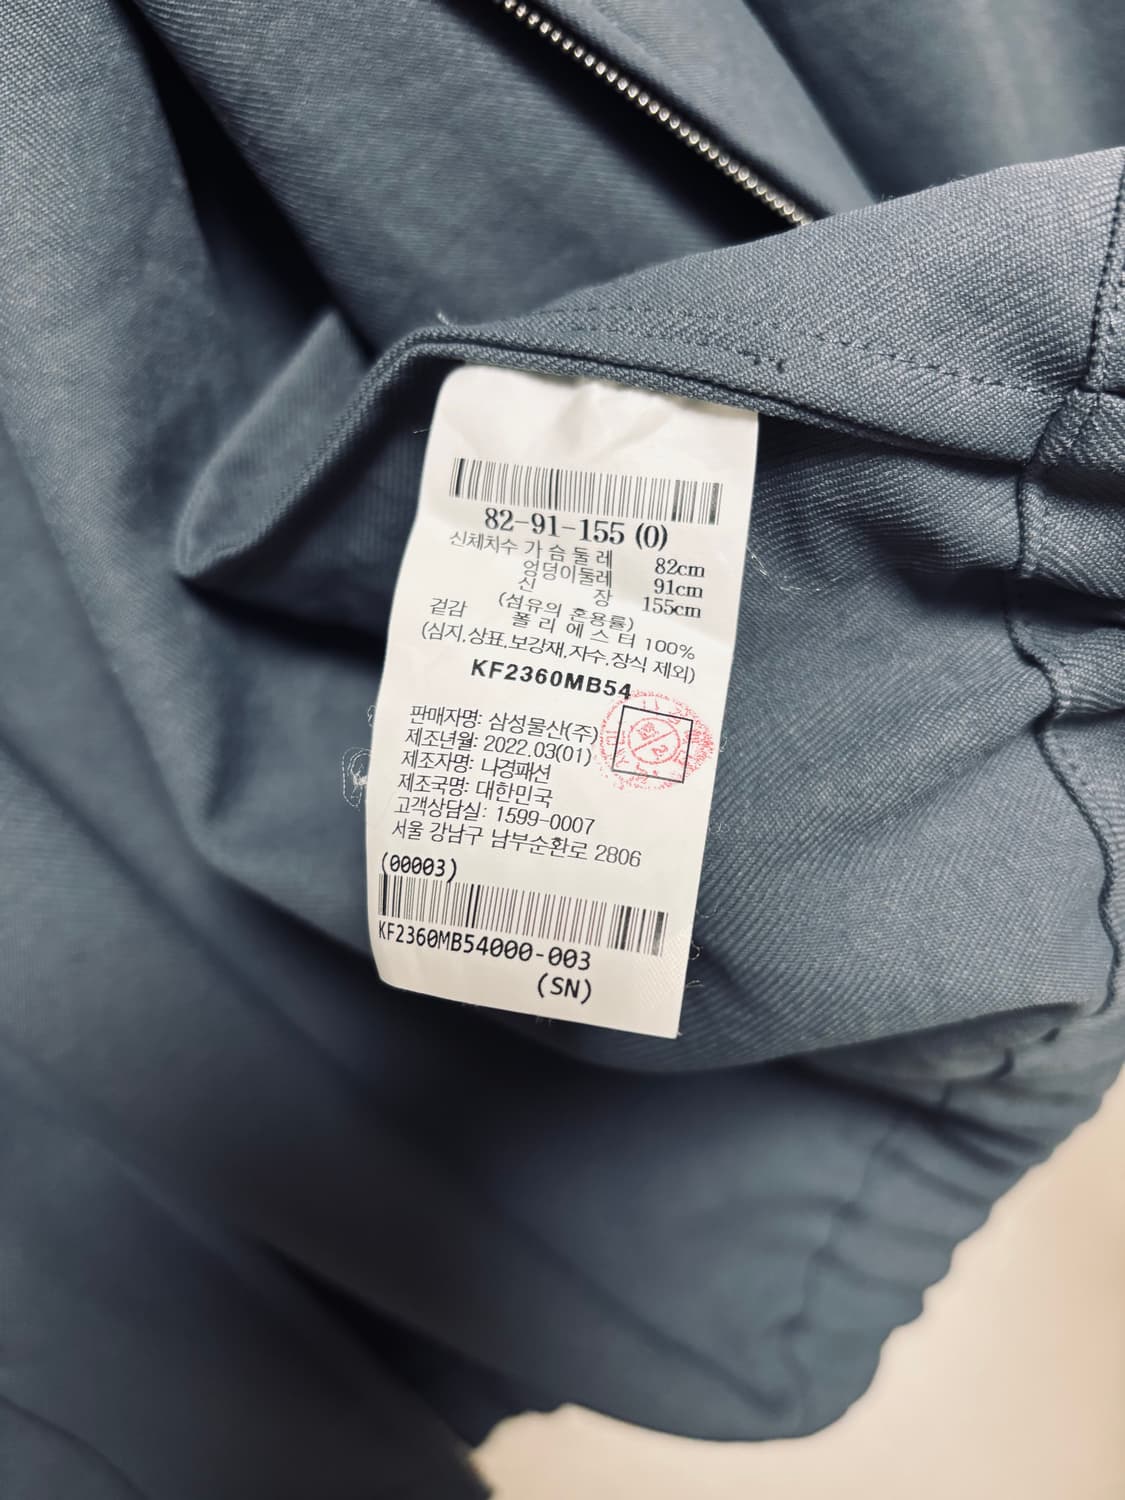 82-91-155 (0)
신체치수 가 슴 둘 레 82cm
엉덩이둘레 91cm
신 장 155cm
(섬유의 혼용률)
겉감 폴 리 에 스 터 100%
(심지,상표,보강재,자수,장식 제외)
KF2360MB54
판매자명: 삼성물산(주)
제조년월: 2022.03(01)
제조자명: 나경패션
제조국명: 대한민국
고객상담실: 1599-0007
서울 강남구 남부순환로 2806
(00003)
KF2360MB54000-003
(SN)